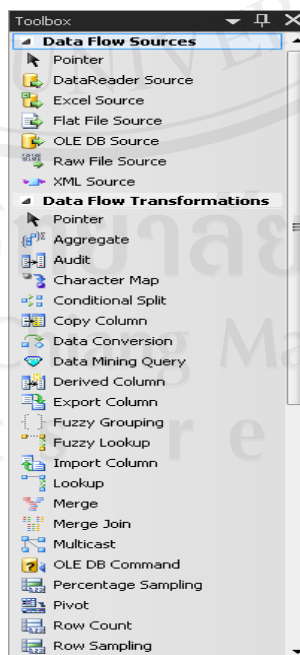 Toolbox
Data Flow Sources
Pointer
DataReader Source
Excel Source
Flat File Source
OLE DB Source
Raw File Source
XML Source
Data Flow Transformations
Pointer
Aggregate
Audit
Character Map
Conditional Split
Copy Column
Data Conversion
Data Mining Query
Derived Column
Export Column
Fuzzy Grouping
Fuzzy Lookup
Import Column
Lookup
Merge
Merge Join
Multicast
OLE DB Command
Percentage Sampling
Pivot
Row Count
Row Sampling